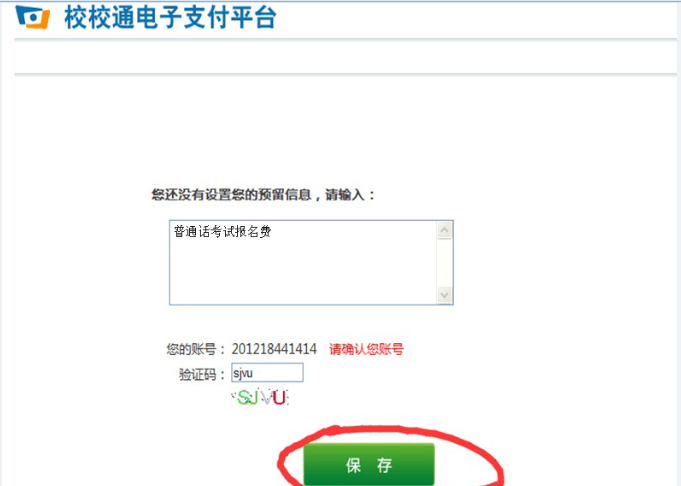 校校通电子支付平台
您还没有设置您的预留信息，请输入：
普通话考试报名费
您的账号：201218441414 请确认您账号
验证码：sjvu
SJVU
保 存